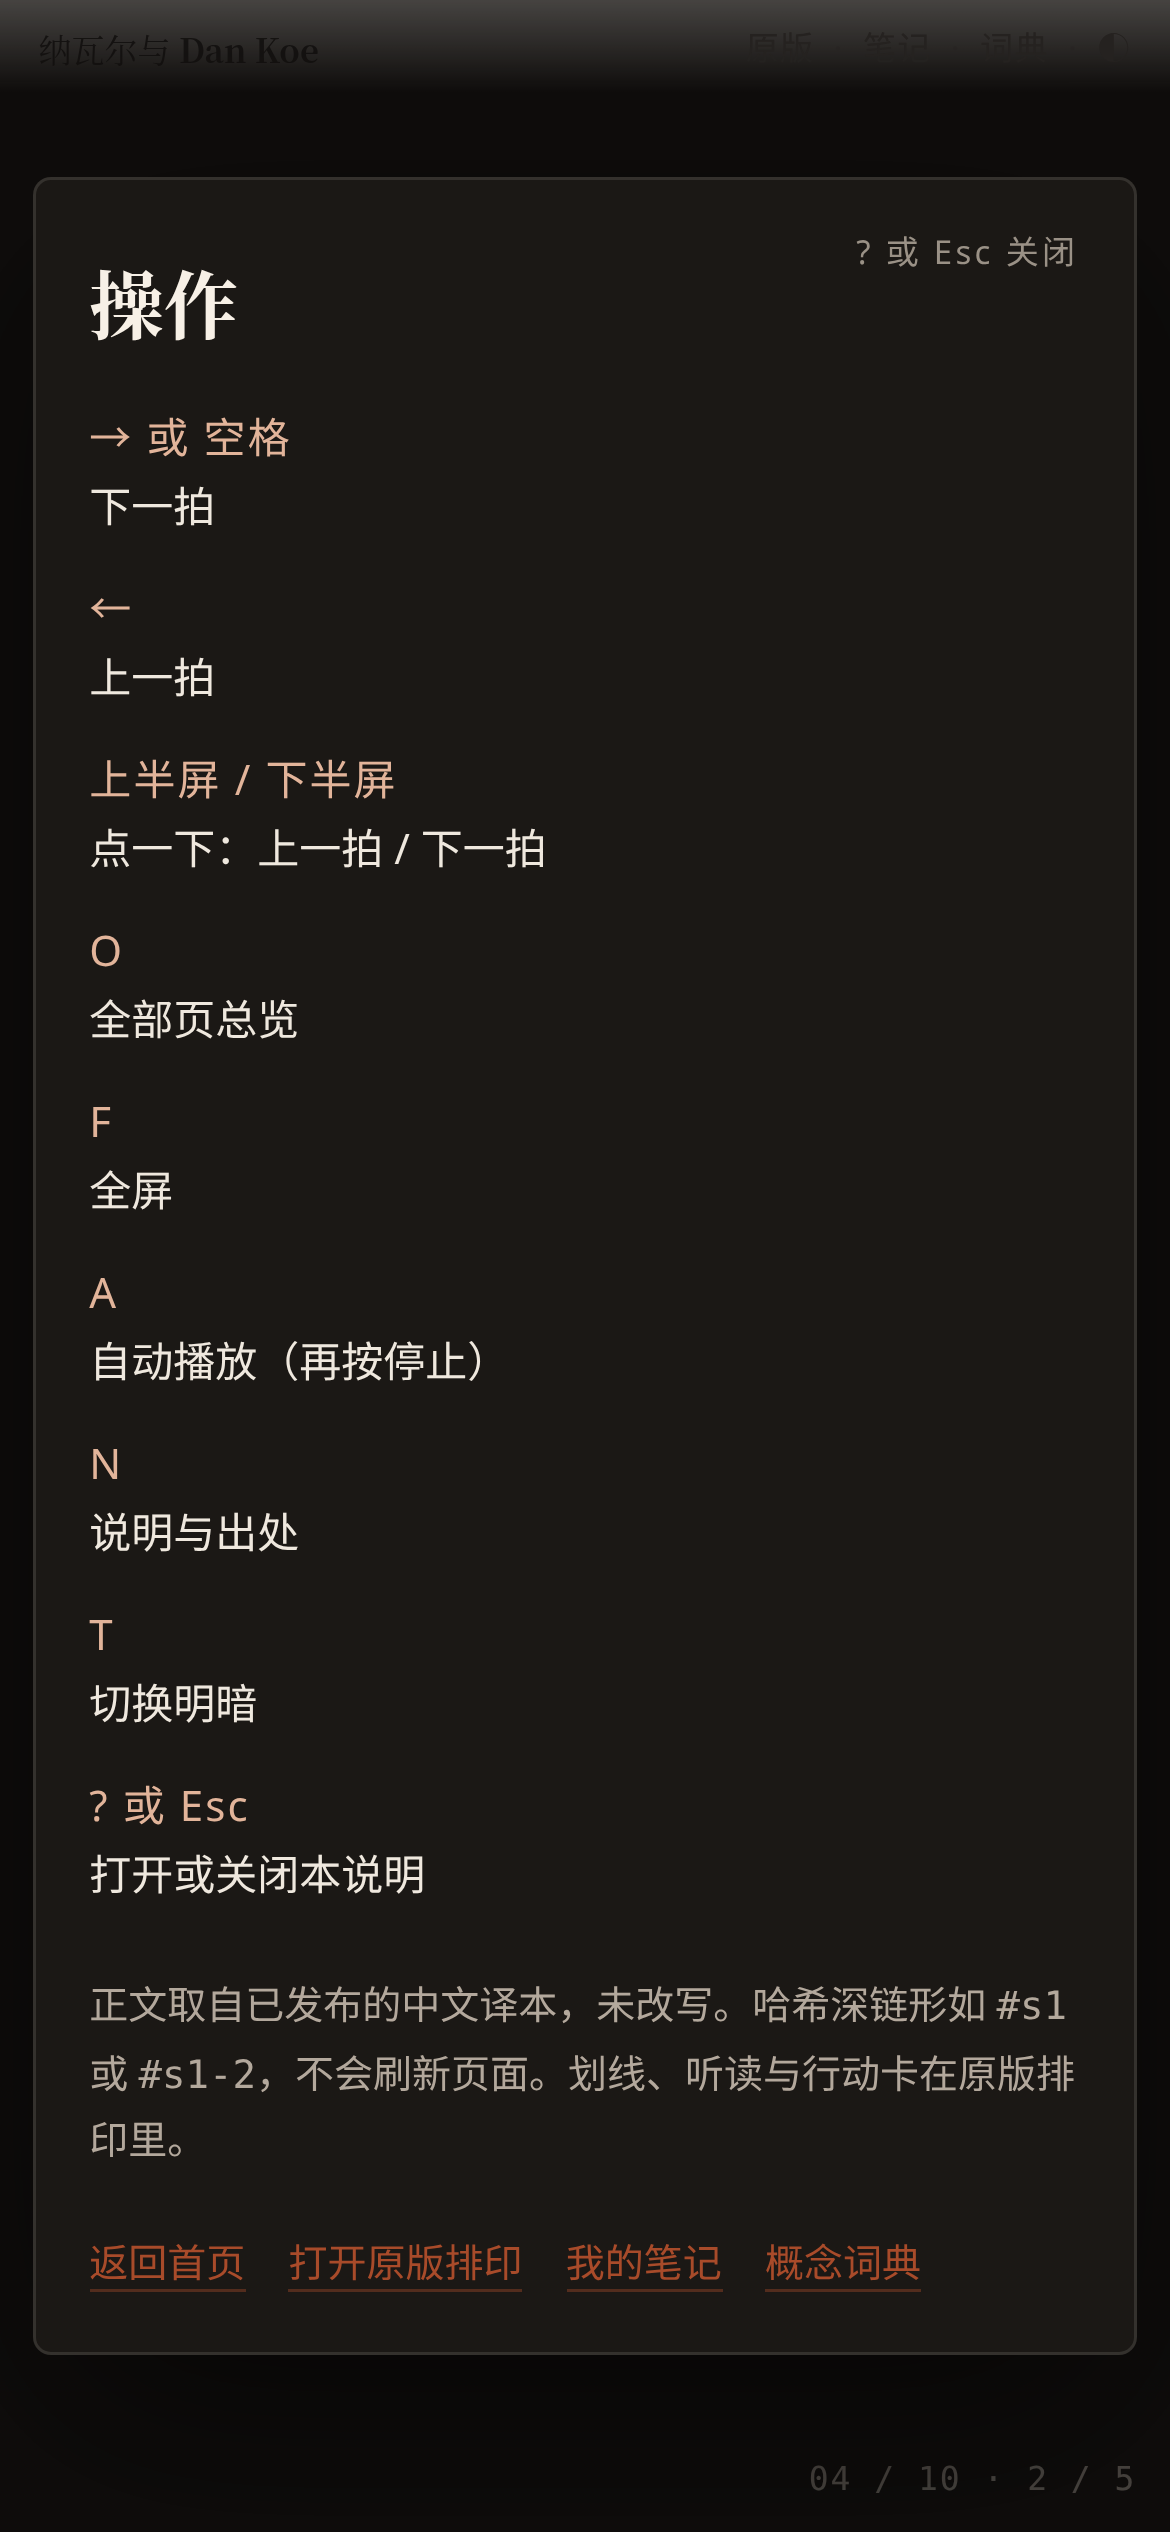 纳瓦尔与 Dan Koe
原版 笔记 词典
? 或 Esc 关闭
操作
→ 或 空格
下一拍
←
上一拍
上半屏 / 下半屏
点一下：上一拍 / 下一拍
O
全部页总览
F
全屏
A
自动播放（再按停止）
N
说明与出处
T
切换明暗
? 或 Esc
打开或关闭本说明
正文取自已发布的中文译本，未改写。哈希深链形如 #s1
或 #s1-2，不会刷新页面。划线、听读与行动卡在原版排
印里。
返回首页 打开原版排印 我的笔记 概念词典
04 / 10 · 2 / 5